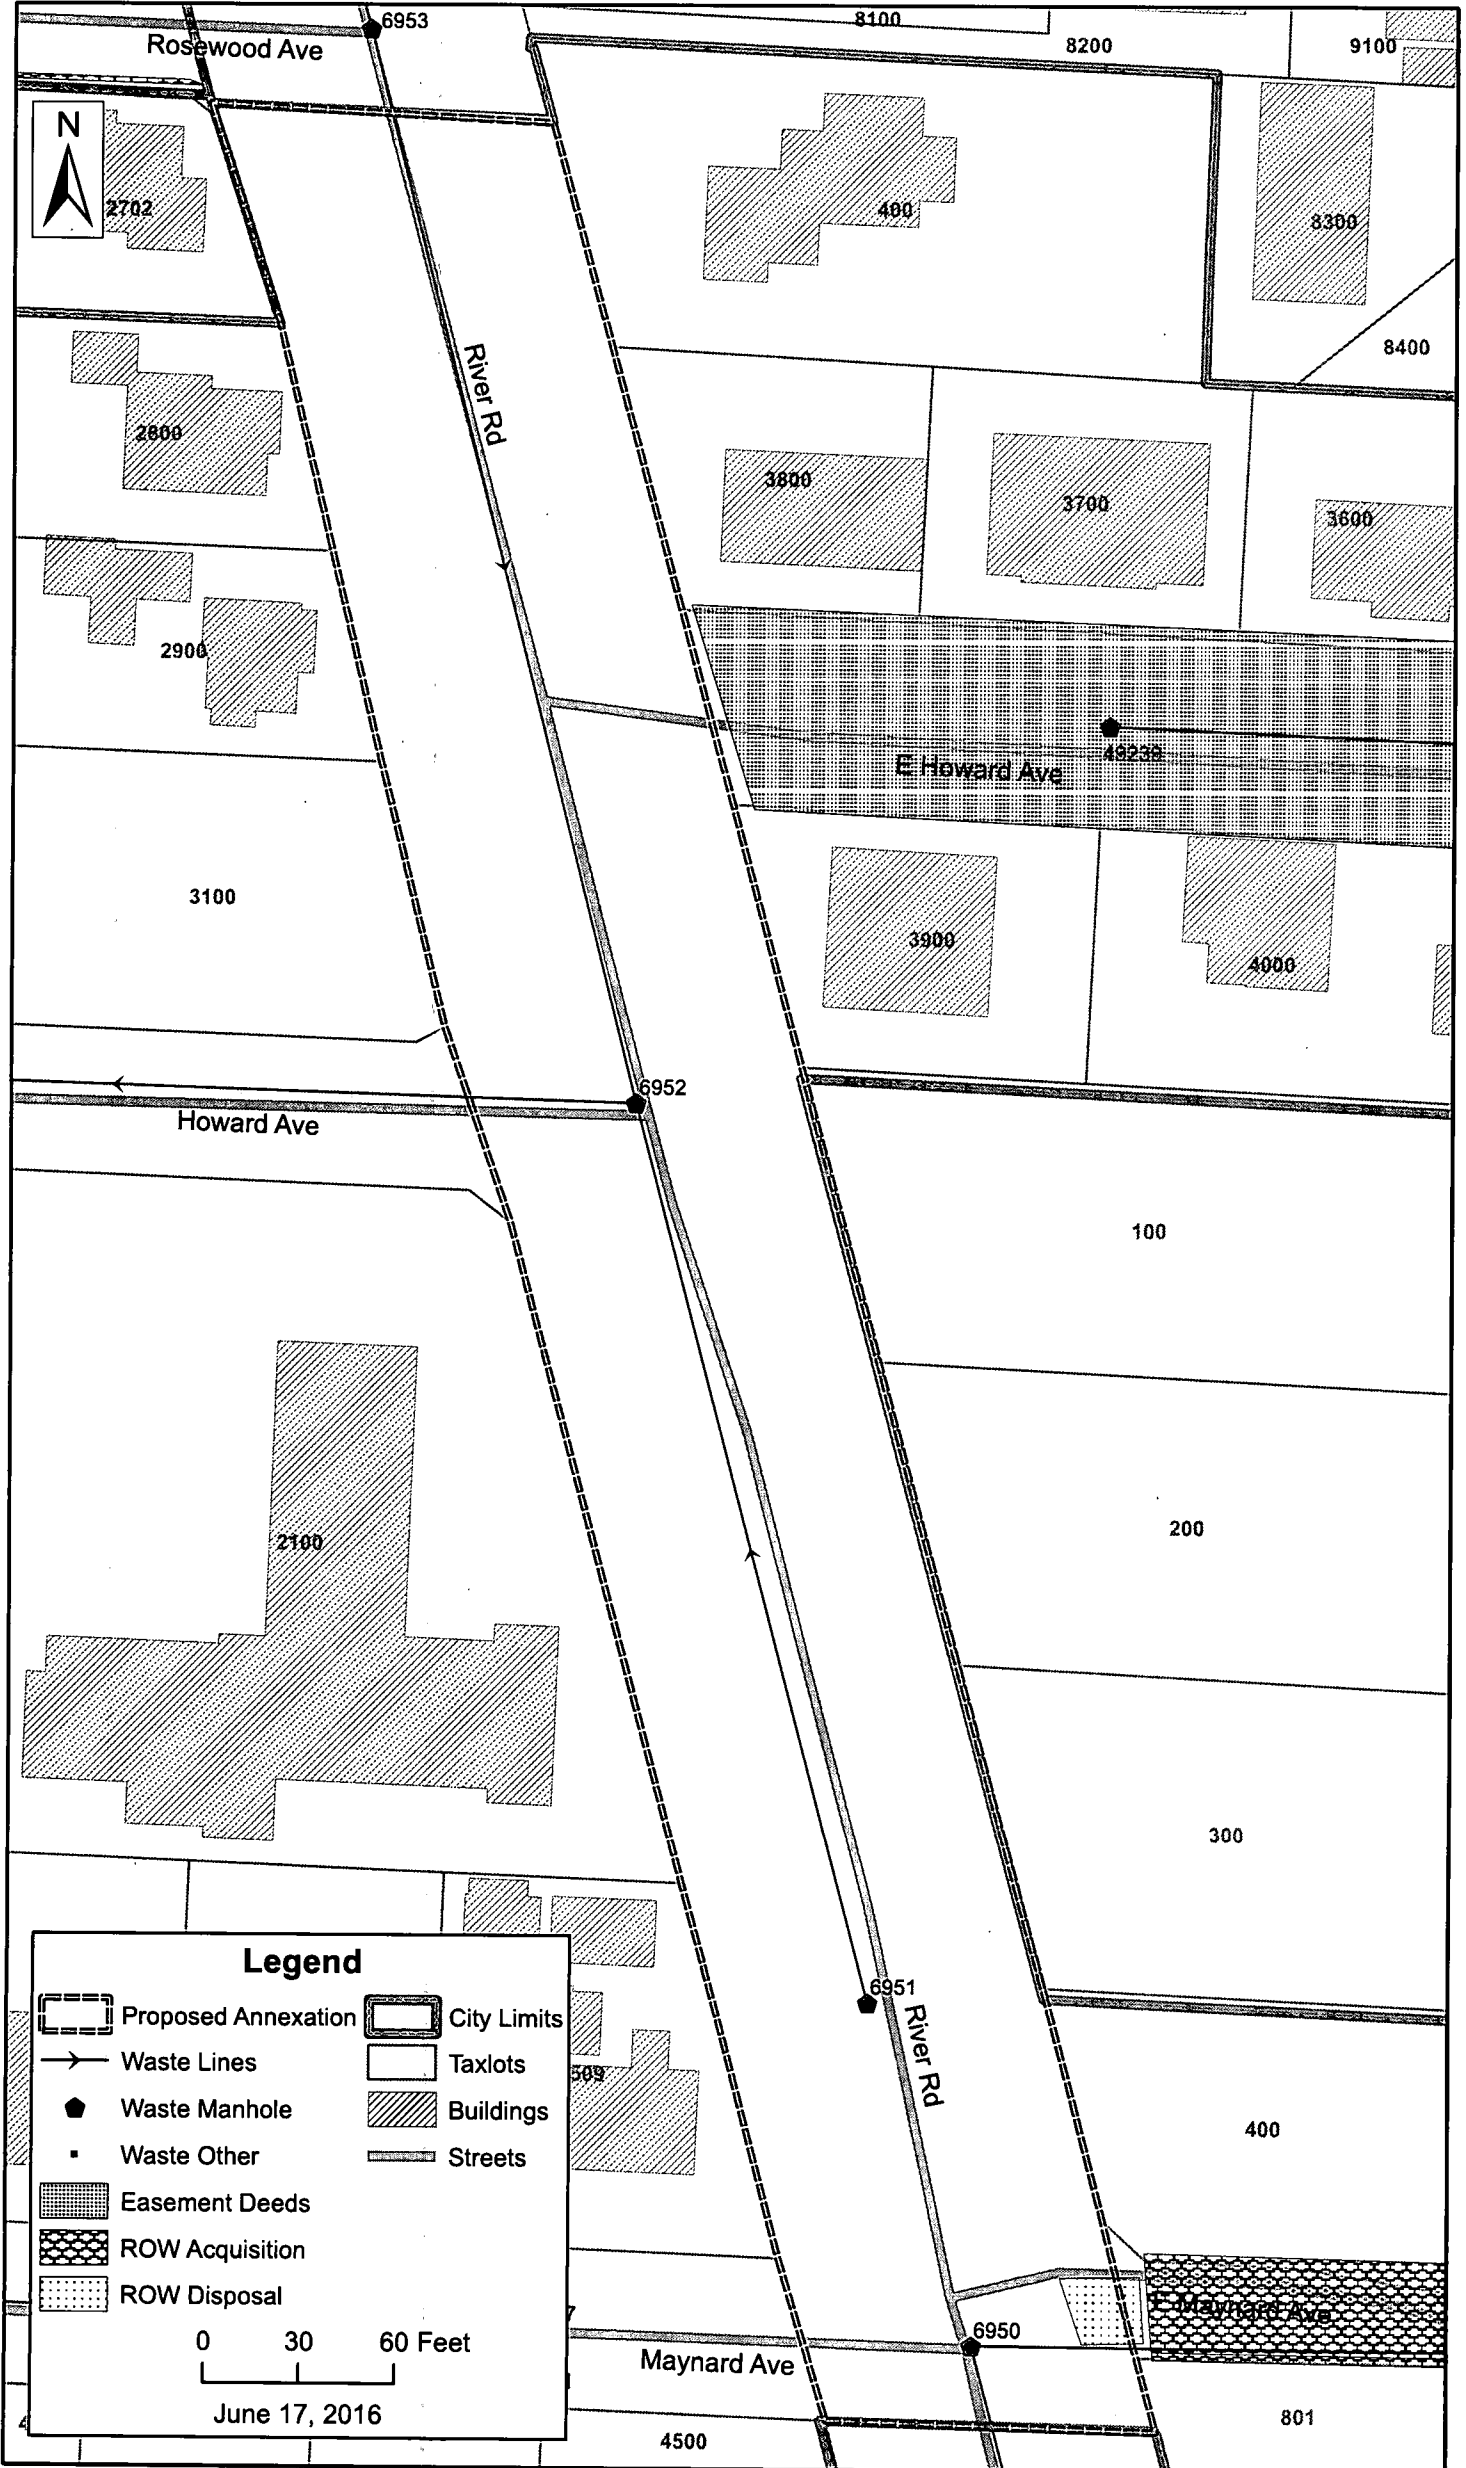 6953
8100
Rosewood Ave
8200
9100
N
2702
400
8300
River Rd
8400
2800
3800
3700
3600
2900
49239
E Howard Ave
3100
3900
4000
6952
Howard Ave
100
200
2100
300
Legend
Proposed Annexation
City Limits
Waste Lines
Taxlots
Waste Manhole
Buildings
Waste Other
Streets
Easement Deeds
ROW Acquisition
ROW Disposal
0 30 60 Feet
June 17, 2016
6951
River Rd
509
400
E Maynard Ave
6950
Maynard Ave
801
4500